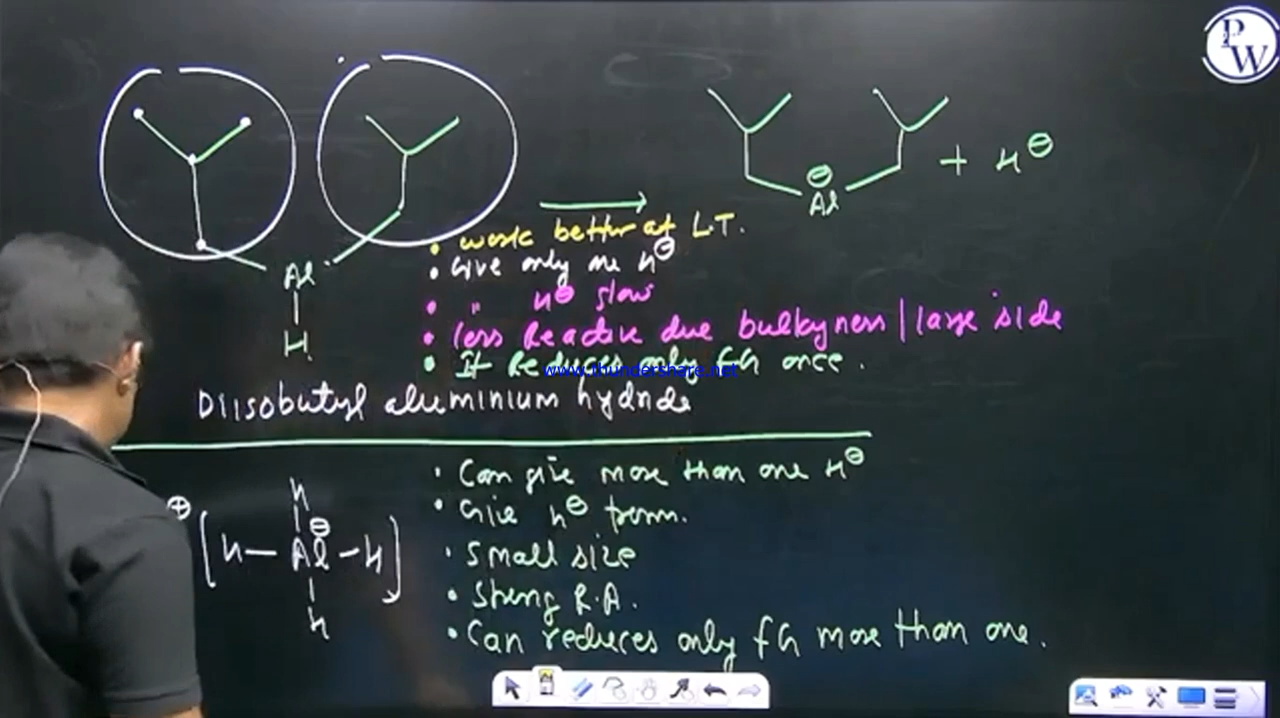 PW
+ H⊖
⊖
Al
• work better at L.T.
• Give only one H⊖
Al
• " H⊖ slow
H
• less Reactive due bulkyness | large side
• It Reduces only FG once.
www.thundershare.net
Diisobutyl aluminium hydride
• Can give more than one H⊖
H
⊕ [H—Al⊖—H]
H
• Give H⊖ from.
• Small size
• Strong R.A.
• Can reduces only FG more than one.